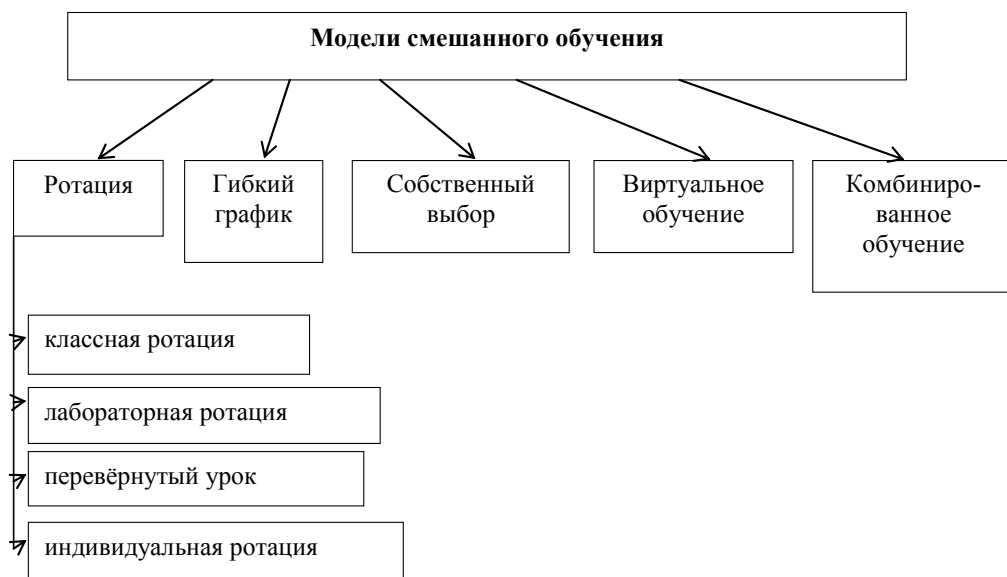 Модели смешанного обучения
Ротация
Гибкий
график
Собственный
выбор
Виртуальное
обучение
Комбиниро-
ванное
обучение
классная ротация
лабораторная ротация
перевёрнутый урок
индивидуальная ротация